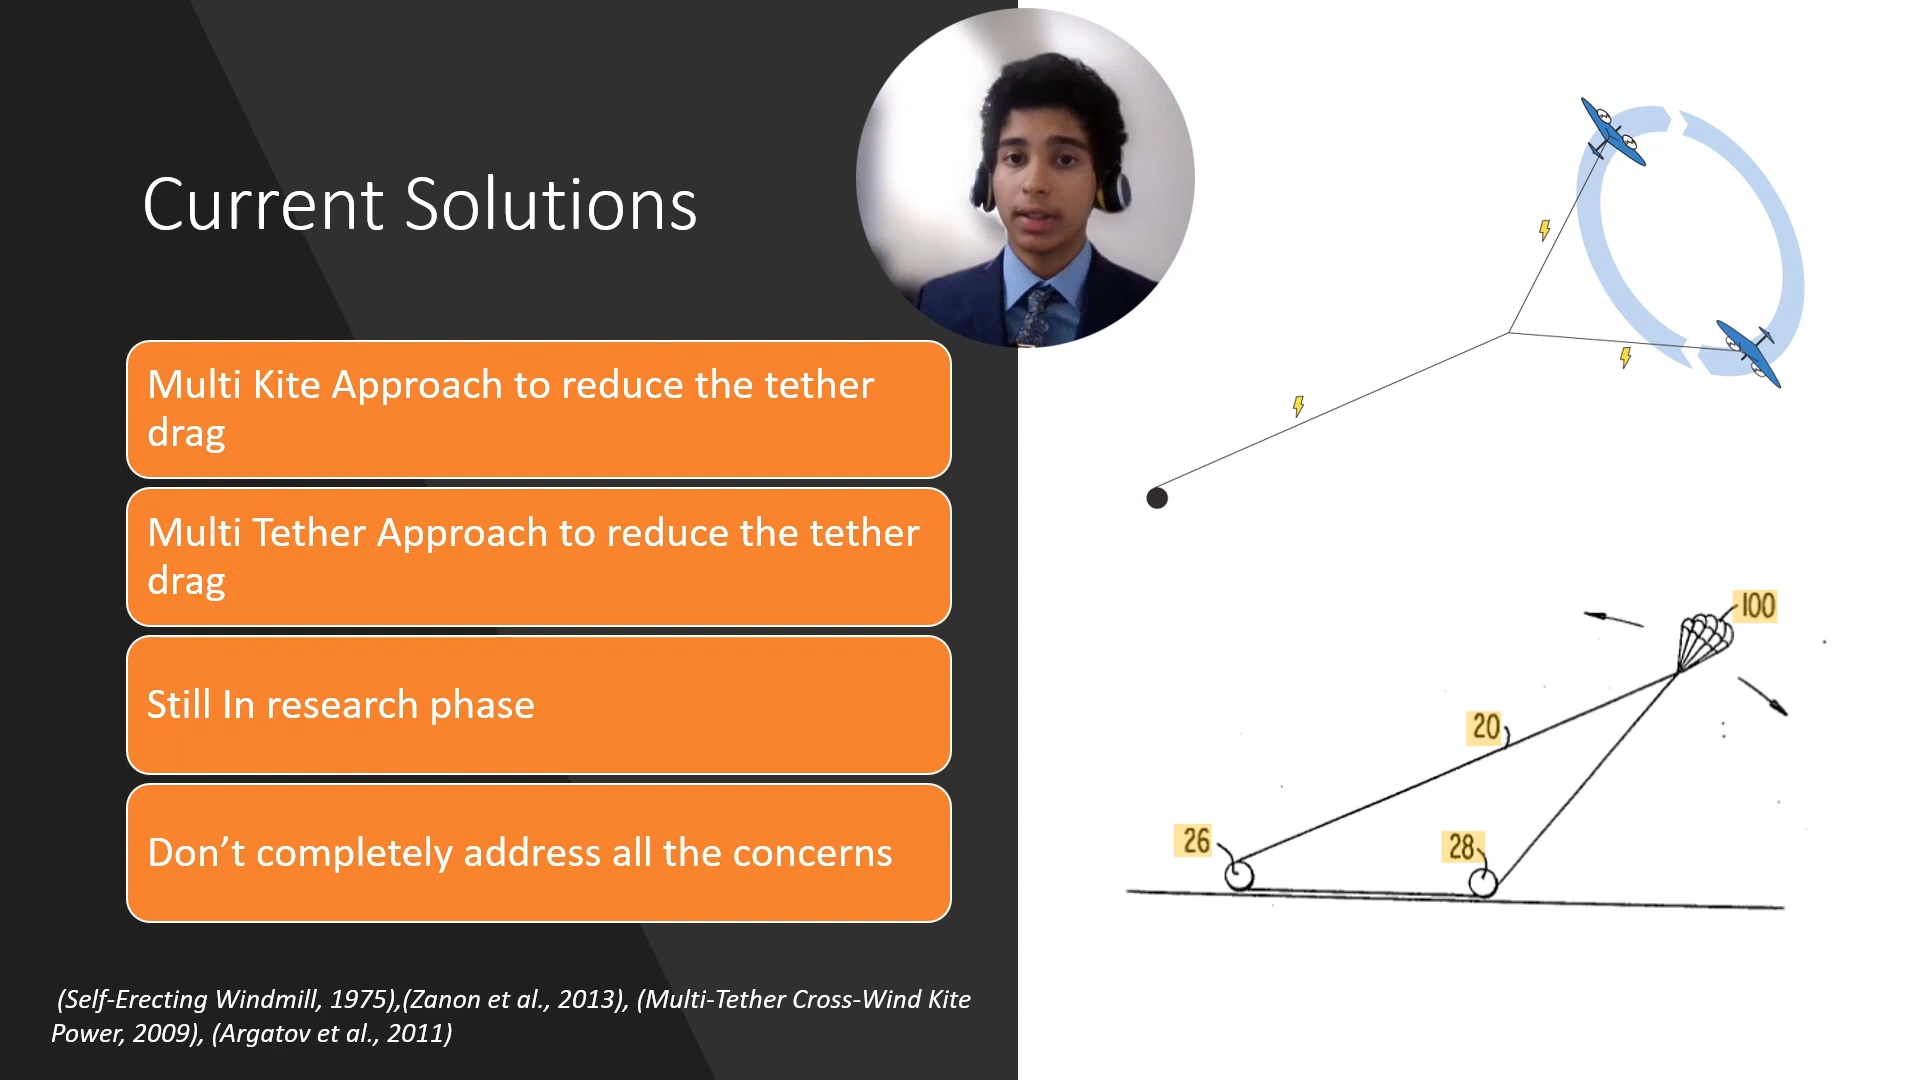 Current Solutions
Multi Kite Approach to reduce the tether
drag
Multi Tether Approach to reduce the tether
drag
Still In research phase
Don’t completely address all the concerns
(Self-Erecting Windmill, 1975),(Zanon et al., 2013), (Multi-Tether Cross-Wind Kite
Power, 2009), (Argatov et al., 2011)
100
20
26
28